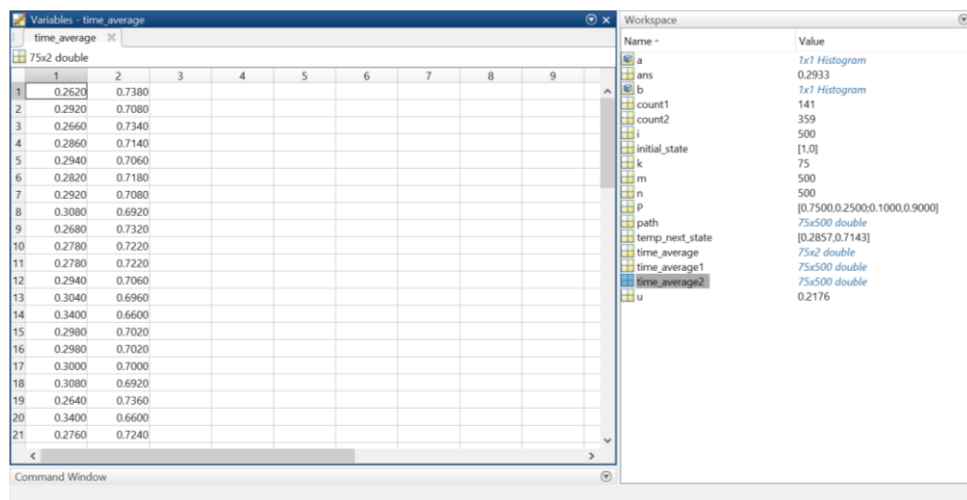 Variables - time_average
time_average
75x2 double
1 2 3 4 5 6 7 8 9
1 0.2620 0.7380
2 0.2920 0.7080
3 0.2660 0.7340
4 0.2860 0.7140
5 0.2940 0.7060
6 0.2820 0.7180
7 0.2920 0.7080
8 0.3080 0.6920
9 0.2680 0.7320
10 0.2780 0.7220
11 0.2780 0.7220
12 0.2940 0.7060
13 0.3040 0.6960
14 0.3400 0.6600
15 0.2980 0.7020
16 0.2980 0.7020
17 0.3000 0.7000
18 0.3080 0.6920
19 0.2640 0.7360
20 0.3400 0.6600
21 0.2760 0.7240
Command Window
Workspace
Name Value
a 1x1 Histogram
ans 0.2933
b 1x1 Histogram
count1 141
count2 359
i 500
initial_state [1,0]
k 75
m 500
n 500
P [0.7500,0.2500;0.1000,0.9000]
path 75x500 double
temp_next_state [0.2857,0.7143]
time_average 75x2 double
time_average1 75x500 double
time_average2 75x500 double
u 0.2176